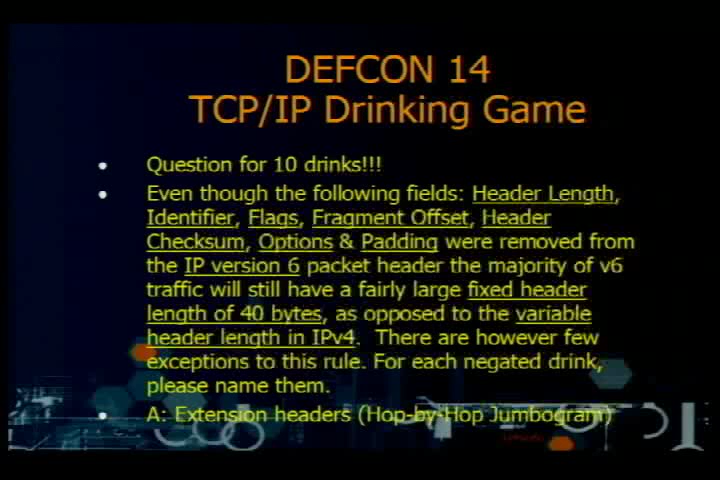 DEFCON 14
TCP/IP Drinking Game
• Question for 10 drinks!!!
• Even though the following fields: Header Length,
Identifier, Flags, Fragment Offset, Header
Checksum, Options & Padding were removed from
the IP version 6 packet header the majority of v6
traffic will still have a fairly large fixed header
length of 40 bytes, as opposed to the variable
header length in IPv4.  There are however few
exceptions to this rule. For each negated drink,
please name them.
• A: Extension headers (Hop-by-Hop Jumbogram)